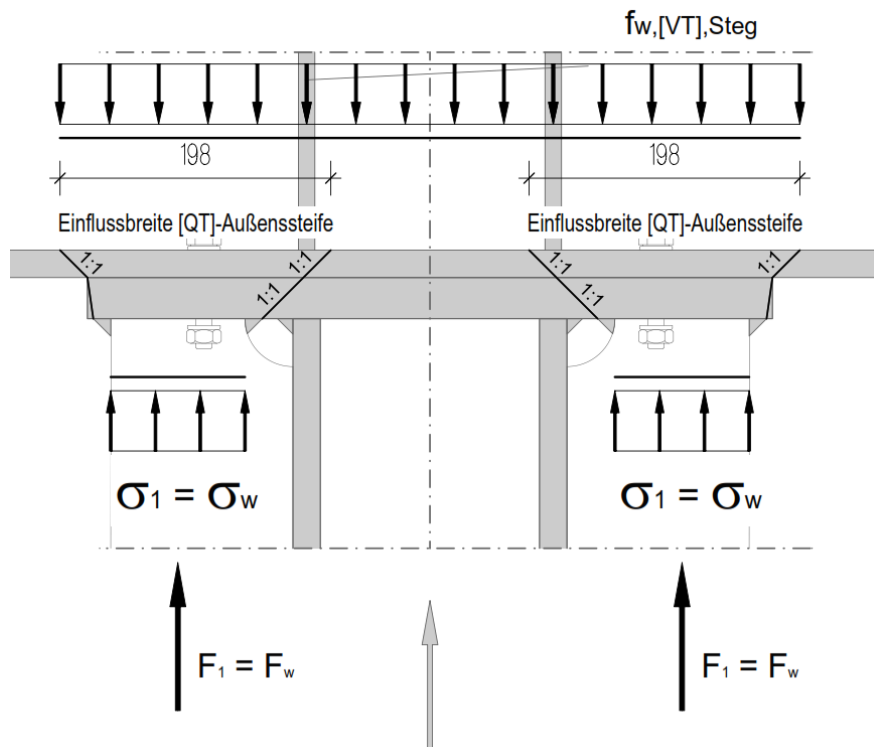 fw,[VT],Steg
198 198
Einflussbreite [QT]-Außenssteife Einflussbreite [QT]-Außenssteife
1:1 1:1 1:1 1:1
1:1 1:1
σ1 = σw σ1 = σw
F1 = Fw F1 = Fw